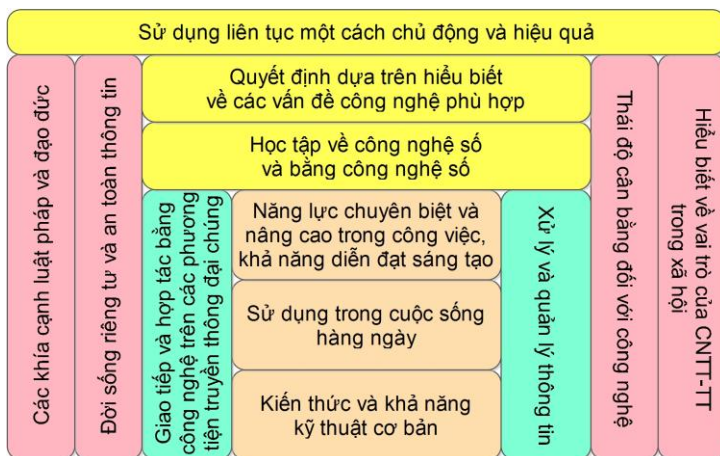 Sử dụng liên tục một cách chủ động và hiệu quả
Các khía cạnh luật pháp và đạo đức
Đời sống riêng tư và an toàn thông tin
Quyết định dựa trên hiểu biết
về các vấn đề công nghệ phù hợp
Học tập về công nghệ số
và bằng công nghệ số
Giao tiếp và hợp tác bằng
công nghệ trên các phương
tiện truyền thông đại chúng
Năng lực chuyên biệt và
nâng cao trong công việc,
khả năng diễn đạt sáng tạo
Sử dụng trong cuộc sống
hàng ngày
Kiến thức và khả năng
kỹ thuật cơ bản
Xử lý và quản lý thông tin
Thái độ cân bằng đối với công nghệ
Hiểu biết về vai trò của CNTT-TT
trong xã hội